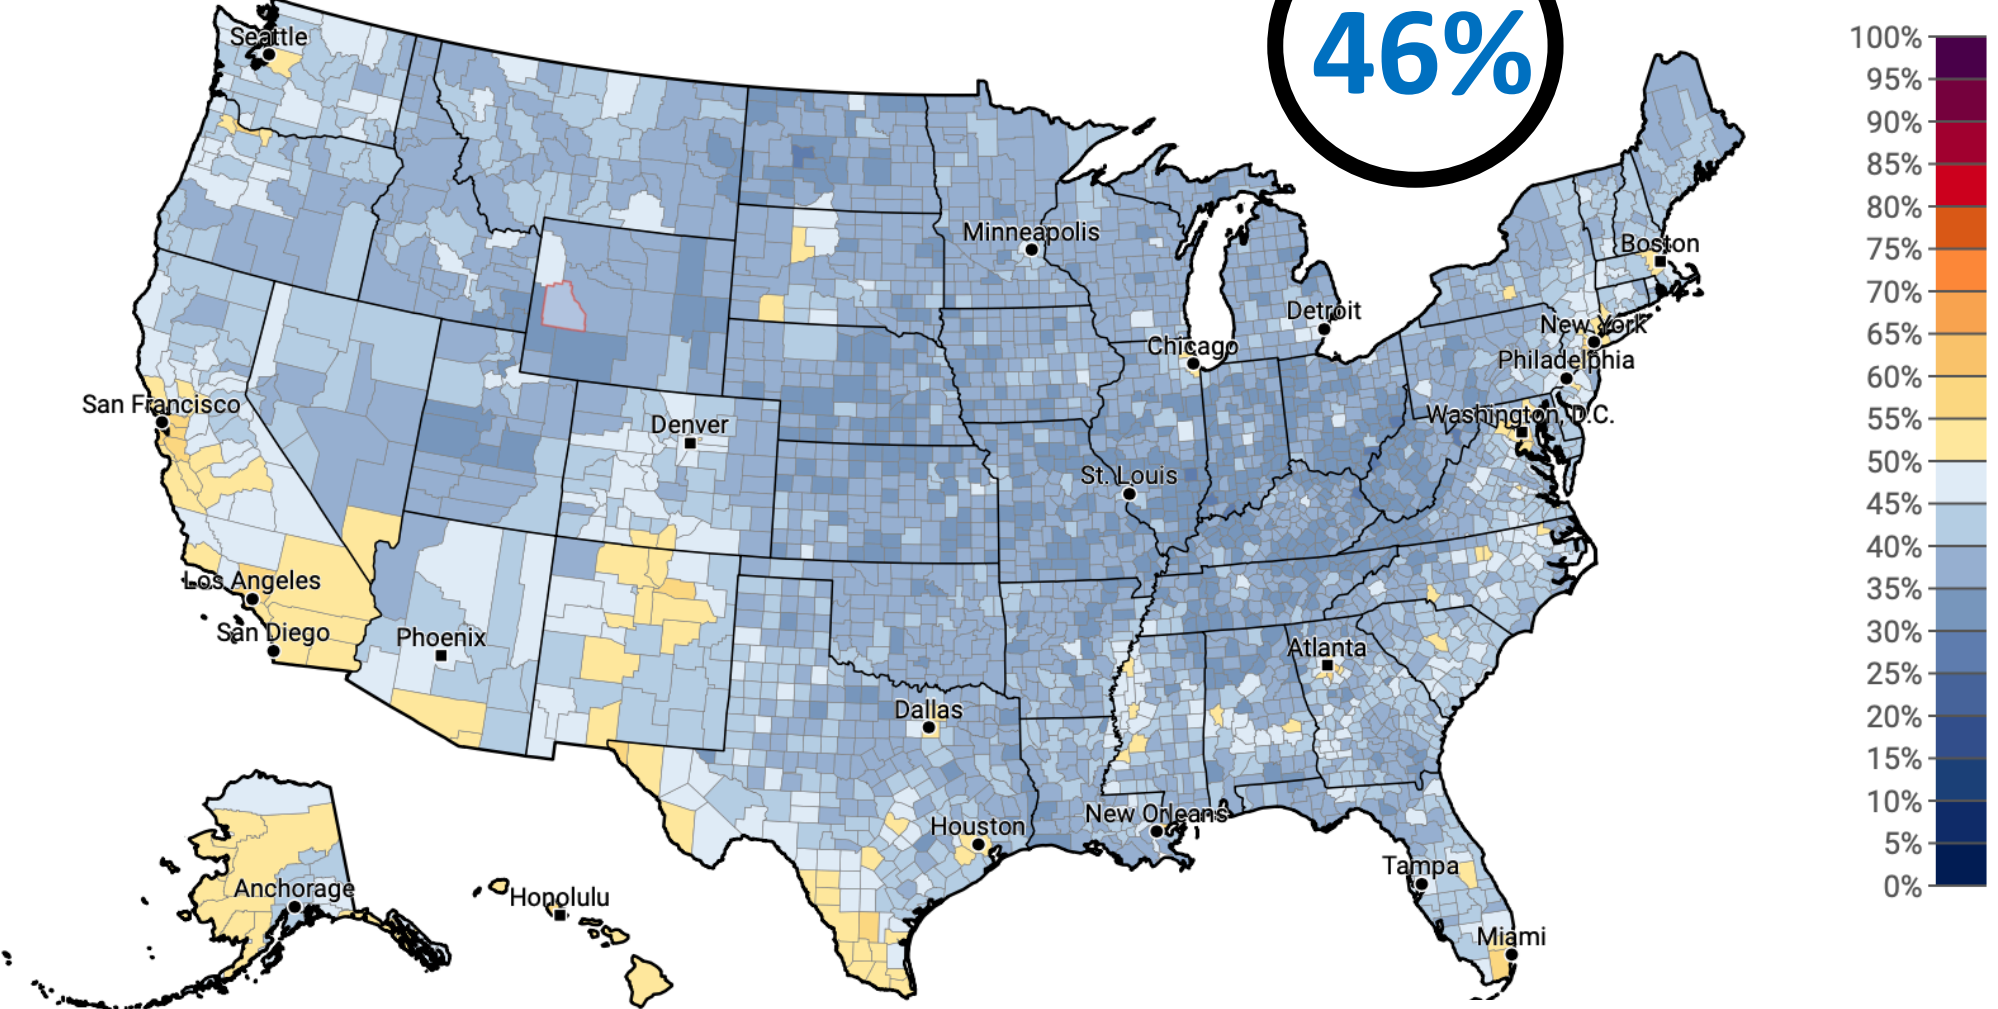 46%
Seattle
Minneapolis
Boston
Detroit
New York
Chicago
Philadelphia
San Francisco
Washington, D.C.
Denver
St. Louis
Los Angeles
San Diego
Phoenix
Atlanta
Dallas
New Orleans
Houston
Tampa
Anchorage
Honolulu
Miami
100%
95%
90%
85%
80%
75%
70%
65%
60%
55%
50%
45%
40%
35%
30%
25%
20%
15%
10%
5%
0%